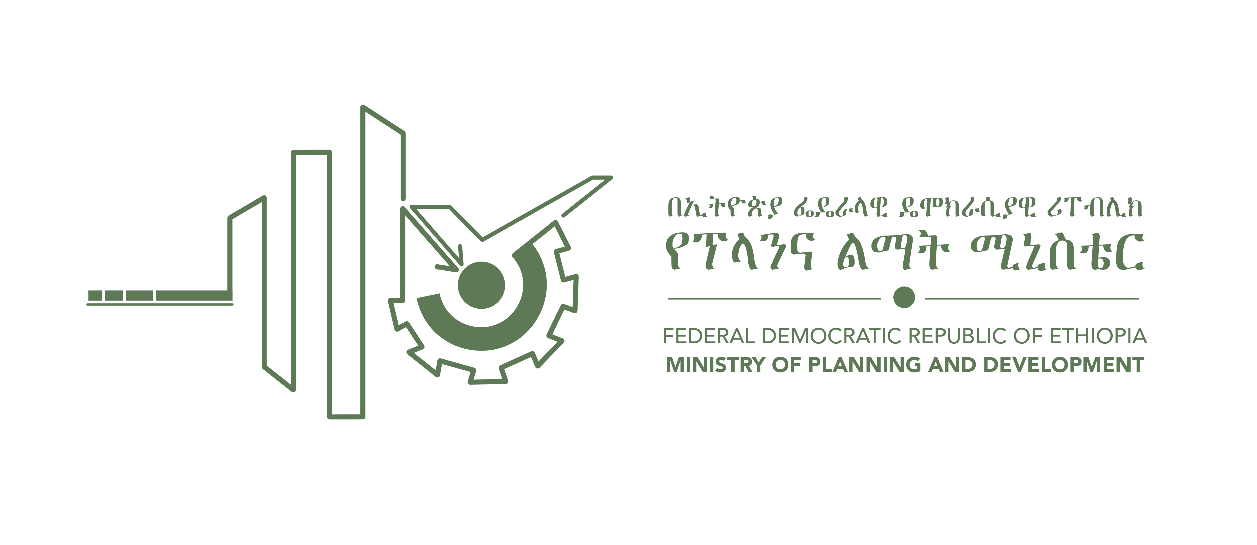 በኢትዮጵያ ፌዴራላዊ ዴሞክራሲያዊ ሪፐብሊክ
የፕላንና ልማት ሚኒስቴር
FEDERAL DEMOCRATIC REPUBLIC OF ETHIOPIA
MINISTRY OF PLANNING AND DEVELOPMENT